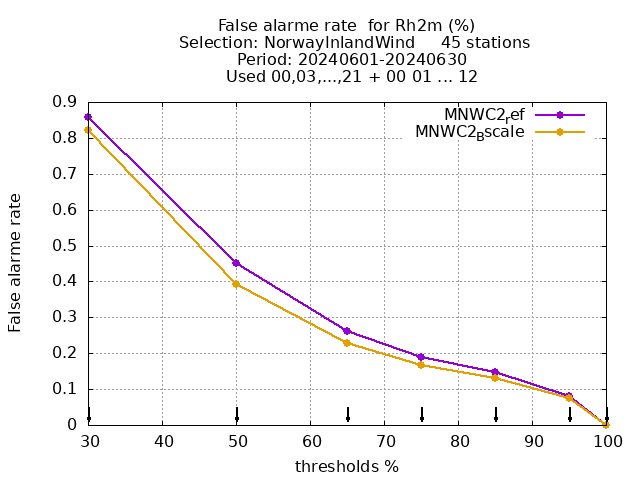 False alarme rate  for Rh2m (%)
Selection: NorwayInlandWind     45 stations
Period: 20240601-20240630
Used 00,03,...,21 + 00 01 ... 12
MNWC2ref
MNWC2Bscale
False alarme rate
0.9
0.8
0.7
0.6
0.5
0.4
0.3
0.2
0.1
0
30 40 50 60 70 80 90 100
thresholds %